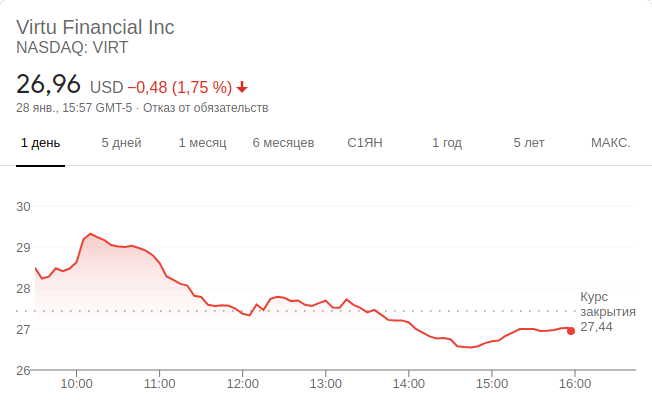 Virtu Financial Inc
NASDAQ: VIRT
26,96 USD −0,48 (1,75 %)
28 янв., 15:57 GMT-5 · Отказ от обязательств
1 день 5 дней 1 месяц 6 месяцев С1ЯН 1 год 5 лет МАКС.
30
29
28
27
26
Курс
закрытия
27,44
10:00 11:00 12:00 13:00 14:00 15:00 16:00